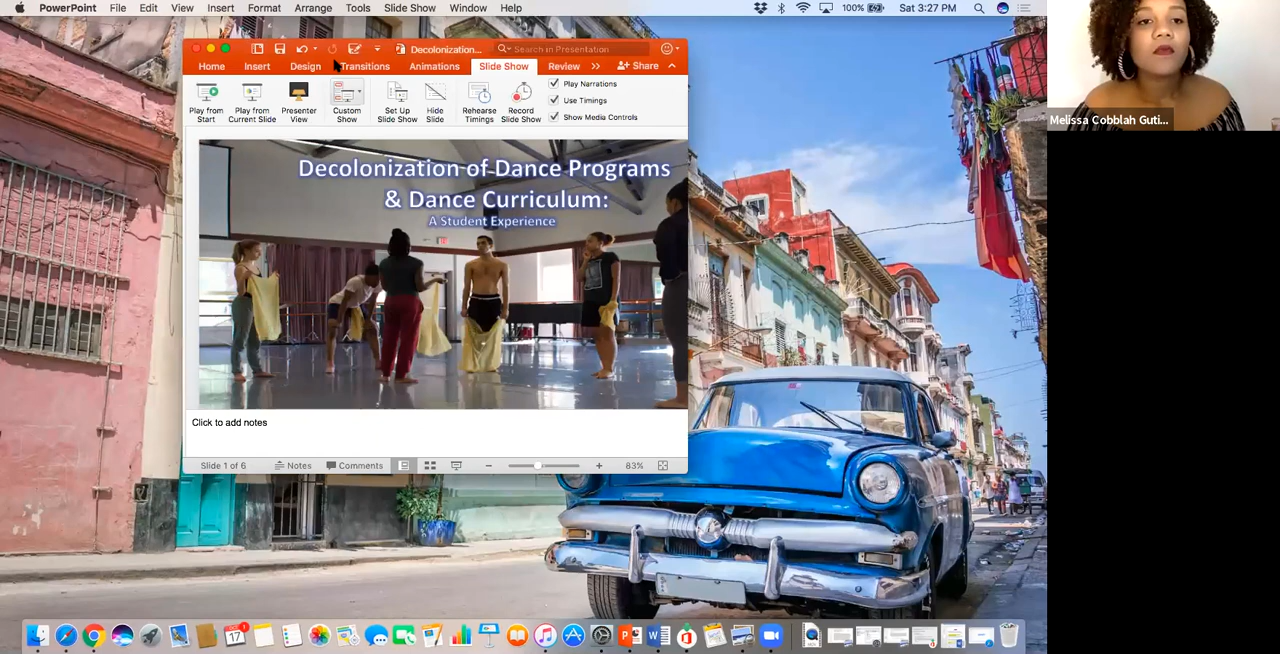 PowerPoint File Edit View Insert Format Arrange Tools Slide Show Window Help 100% Sat 3:27 PM
Decolonization... Search in Presentation
Home Insert Design Transitions Animations Slide Show Review >> Share
Play from Start
Play from Current Slide
Presenter View
Custom Show
Set Up Slide Show
Hide Slide
Rehearse Timings
Record Slide Show
Play Narrations
Use Timings
Show Media Controls
Decolonization of Dance Programs
& Dance Curriculum:
A Student Experience
Click to add notes
Slide 1 of 6 Notes Comments 83%
Melissa Cobblah Guti...
17